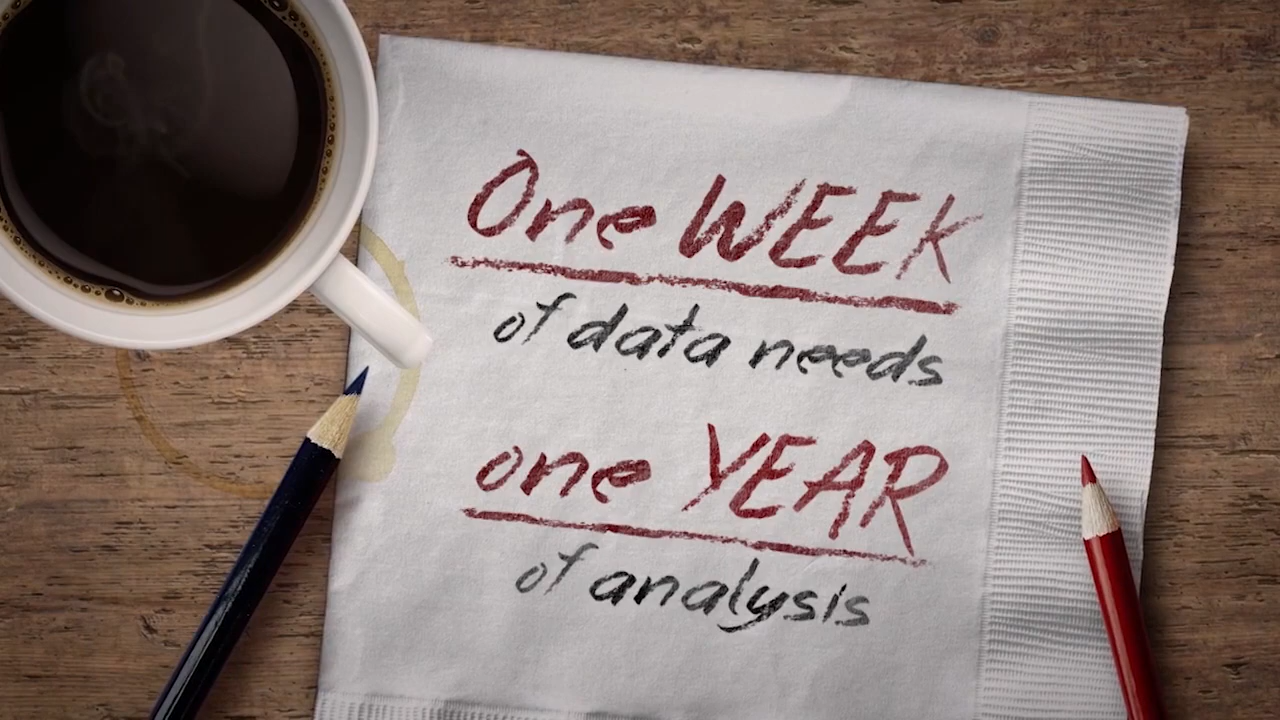 One WEEK
of data needs
one YEAR
of analysis